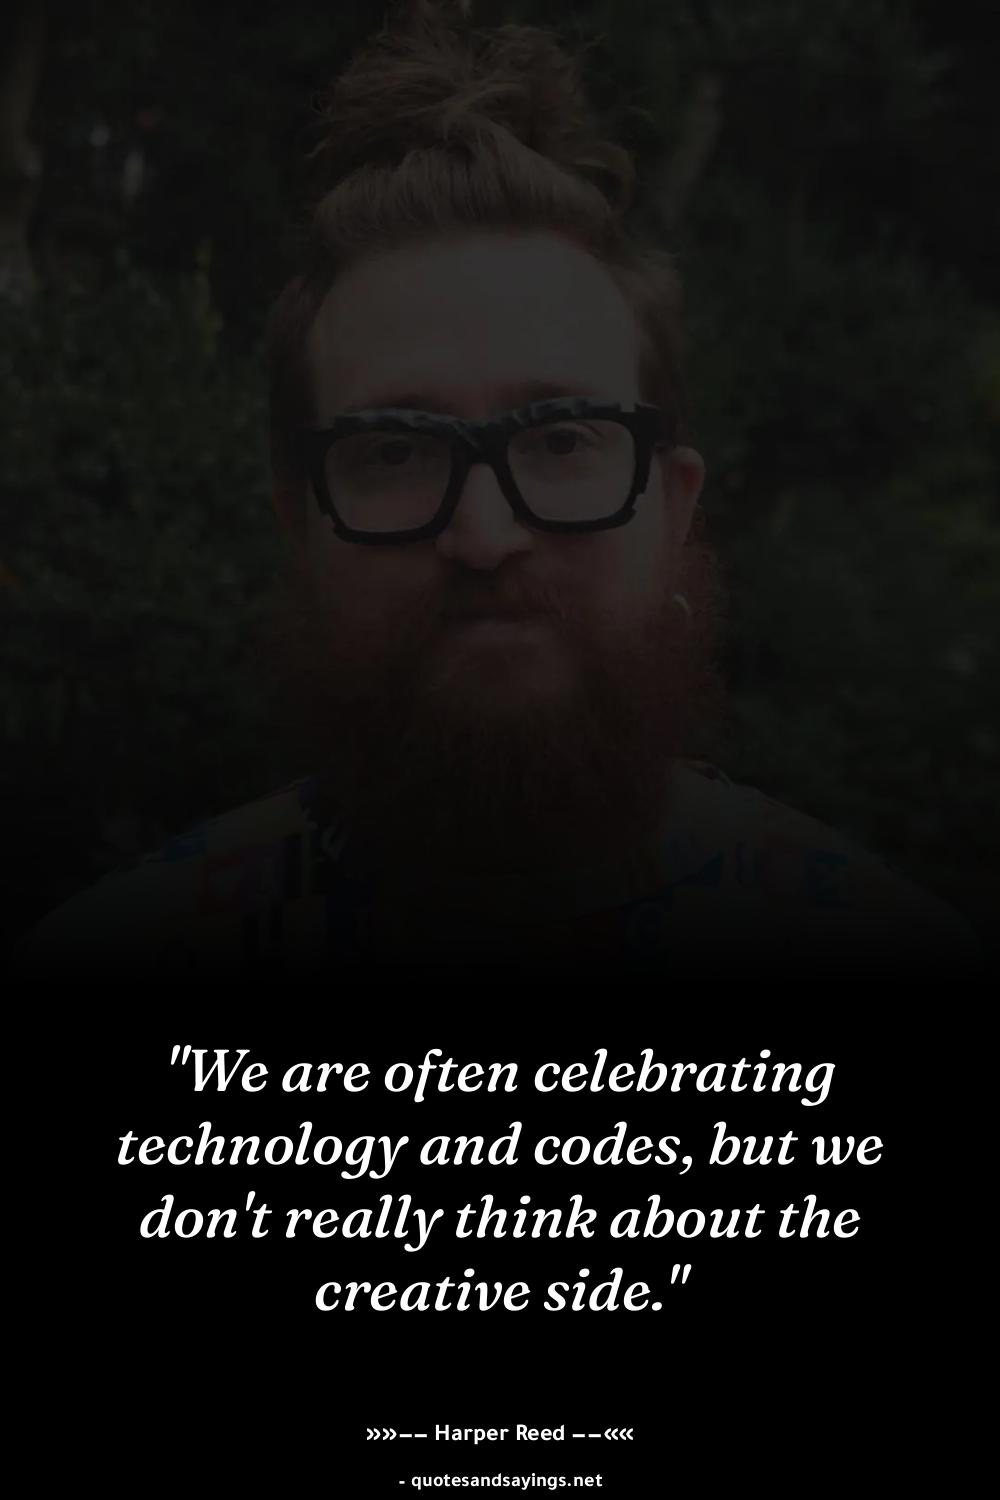 "We are often celebrating
technology and codes, but we
don't really think about the
creative side."
»»–– Harper Reed ––««
- quotesandsayings.net